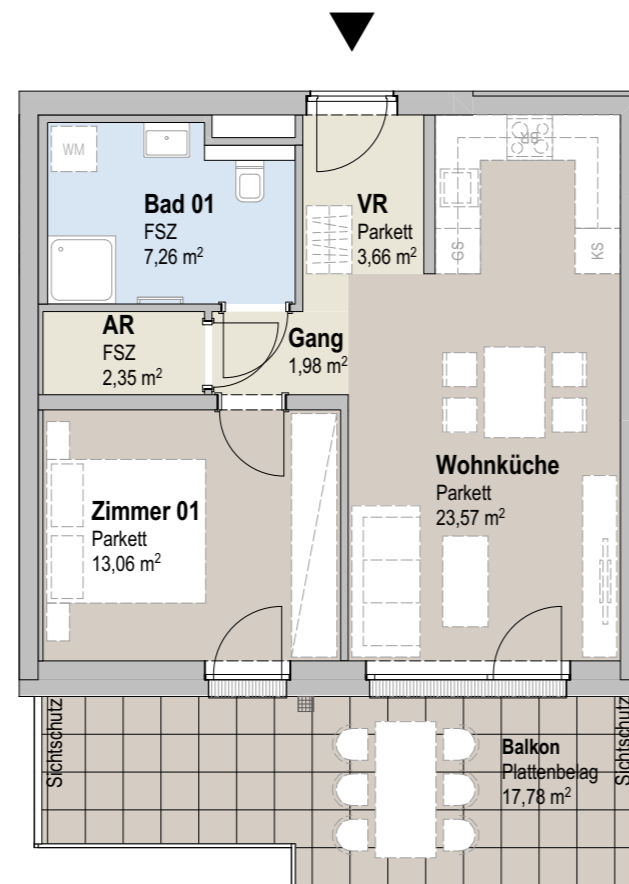 WM
Bad 01
FSZ
7,26 m²
VR
Parkett
3,66 m²
BR
GS
KS
AR
FSZ
2,35 m²
Gang
1,98 m²
Wohnküche
Parkett
23,57 m²
Zimmer 01
Parkett
13,06 m²
Sichtschutz
Balkon
Plattenbelag
17,78 m²
Sichtschutz